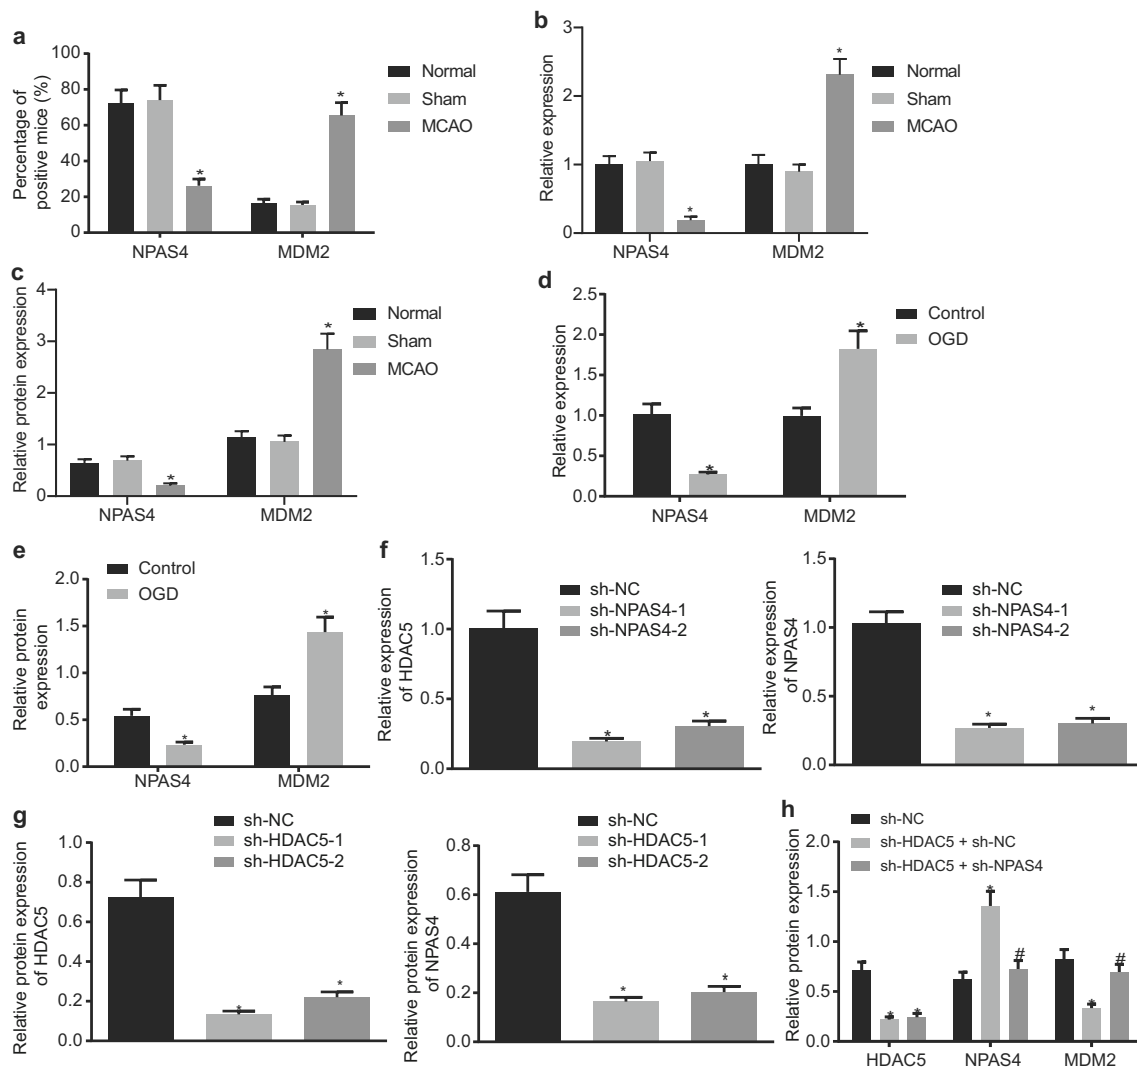 a
Percentage of
positive mice (%)
100
80
60
40
20
0
*
*
NPAS4
MDM2
Normal
Sham
MCAO
b
Relative expression
3
2
1
0
*
*
NPAS4
MDM2
Normal
Sham
MCAO
c
Relative protein expression
4
3
2
1
0
*
*
NPAS4
MDM2
Normal
Sham
MCAO
d
Relative expression
2.5
2.0
1.5
1.0
0.5
0.0
*
*
NPAS4
MDM2
Control
OGD
e
Control
OGD
Relative protein
expression
2.0
1.5
1.0
0.5
0.0
*
*
NPAS4
MDM2
f
Relative expression
of HDAC5
1.5
1.0
0.5
0.0
sh-NC
sh-NPAS4-1
sh-NPAS4-2
*
*
Relative expression
of NPAS4
1.5
1.0
0.5
0.0
sh-NC
sh-NPAS4-1
sh-NPAS4-2
*
*
g
Relative protein expression
of HDAC5
1.0
0.8
0.6
0.4
0.2
0.0
sh-NC
sh-HDAC5-1
sh-HDAC5-2
*
*
Relative protein expression
of NPAS4
0.8
0.6
0.4
0.2
0.0
sh-NC
sh-HDAC5-1
sh-HDAC5-2
*
*
h
sh-NC
sh-HDAC5 + sh-NC
sh-HDAC5 + sh-NPAS4
Relative protein expression
2.0
1.5
1.0
0.5
0.0
*
*
*
#
*
#
HDAC5
NPAS4
MDM2